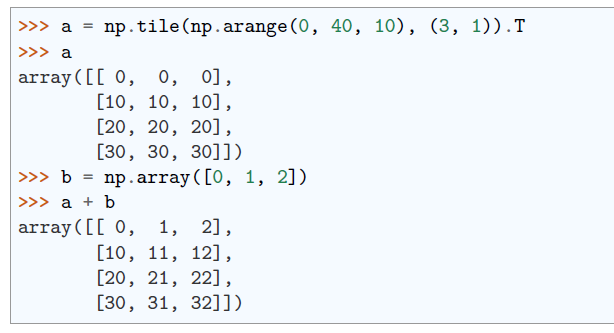 >>> a = np.tile(np.arange(0, 40, 10), (3, 1)).T
>>> a
array([[ 0,  0,  0],
       [10, 10, 10],
       [20, 20, 20],
       [30, 30, 30]])
>>> b = np.array([0, 1, 2])
>>> a + b
array([[ 0,  1,  2],
       [10, 11, 12],
       [20, 21, 22],
       [30, 31, 32]])